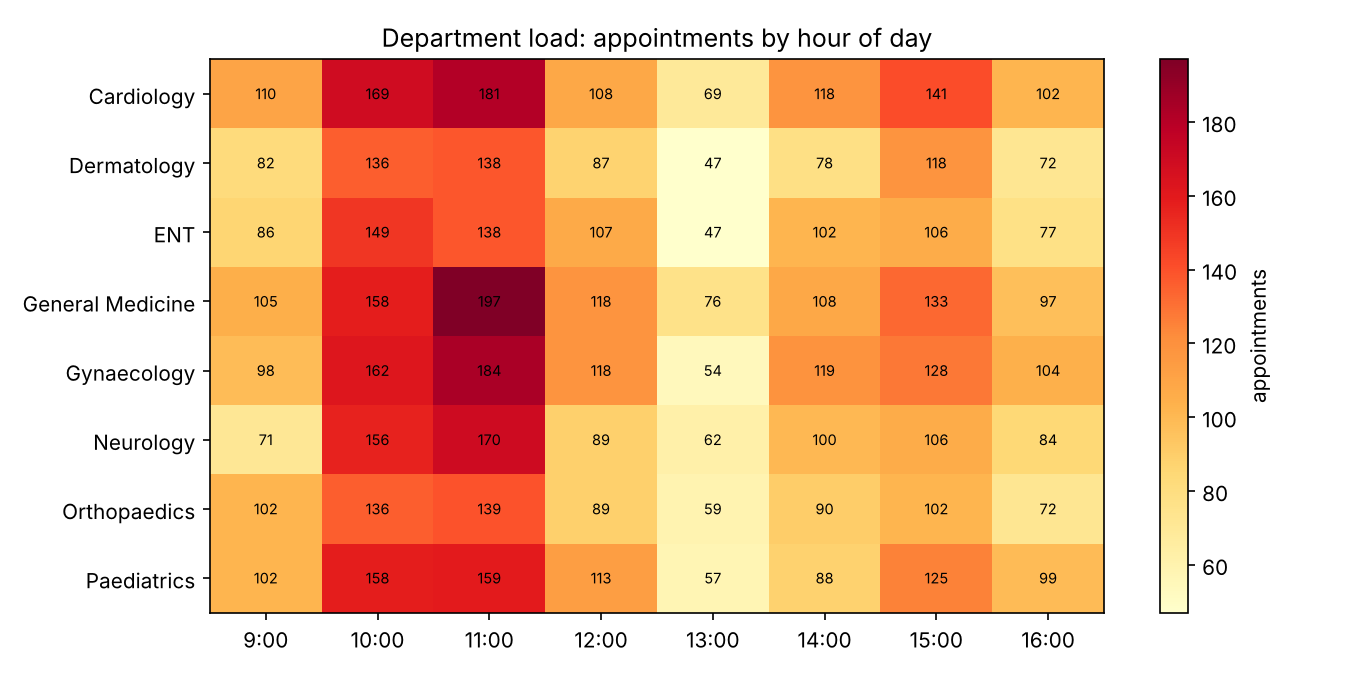 Department load: appointments by hour of day
Cardiology 110 169 181 108 69 118 141 102
Dermatology 82 136 138 87 47 78 118 72
ENT 86 149 138 107 47 102 106 77
General Medicine 105 158 197 118 76 108 133 97
Gynaecology 98 162 184 118 54 119 128 104
Neurology 71 156 170 89 62 100 106 84
Orthopaedics 102 136 139 89 59 90 102 72
Paediatrics 102 158 159 113 57 88 125 99
9:00 10:00 11:00 12:00 13:00 14:00 15:00 16:00
180
160
140
120
100
80
60
appointments